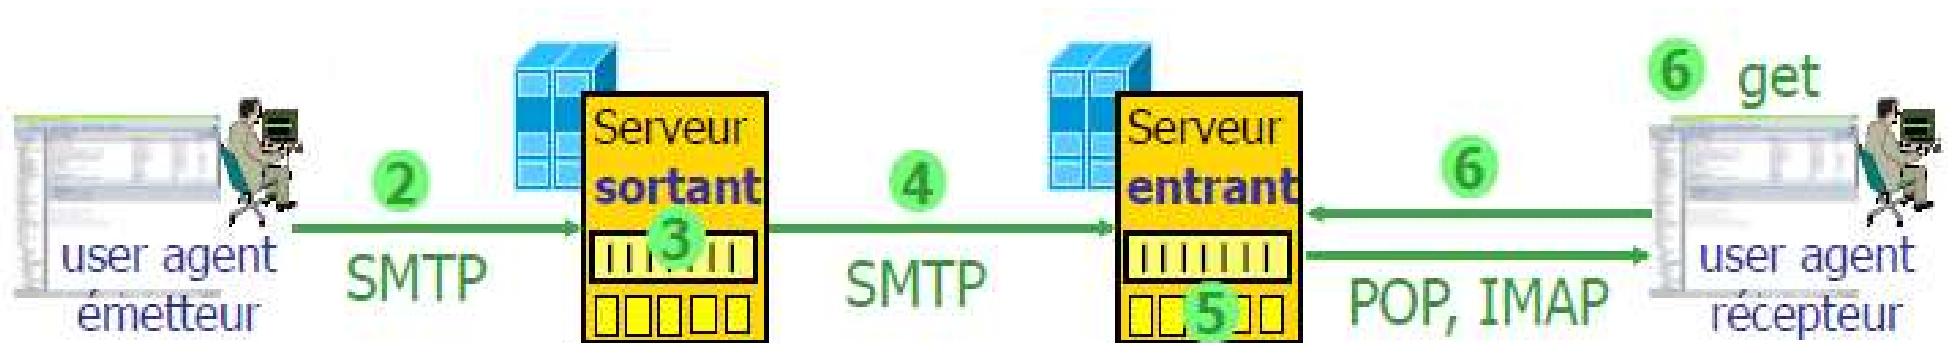 user agent
émetteur
2
SMTP
Serveur
sortant
3
4
SMTP
Serveur
entrant
5
6
POP, IMAP
6 get
user agent
récepteur